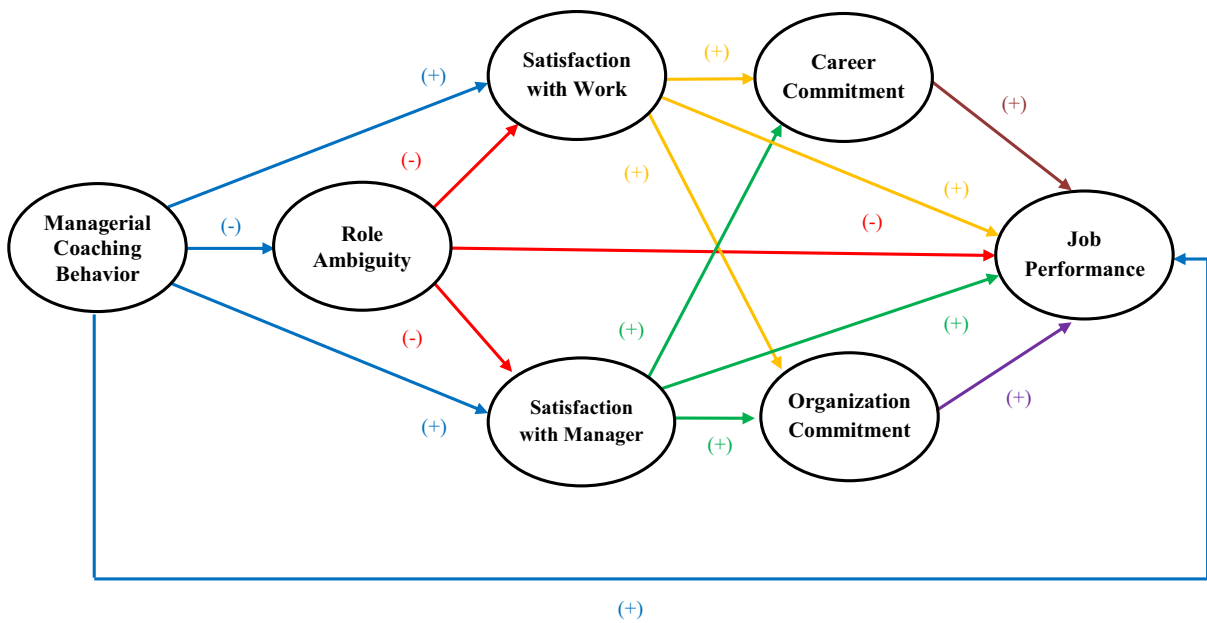 Satisfaction
with Work
(+)
Career
Commitment
(+)
(+)
(-)
(+)
(+)
Managerial
Coaching
Behavior
(-)
Role
Ambiguity
(-)
Job
Performance
(-)
(+)
(+)
(+)
Satisfaction
with Manager
(+)
Organization
Commitment
(+)
(+)